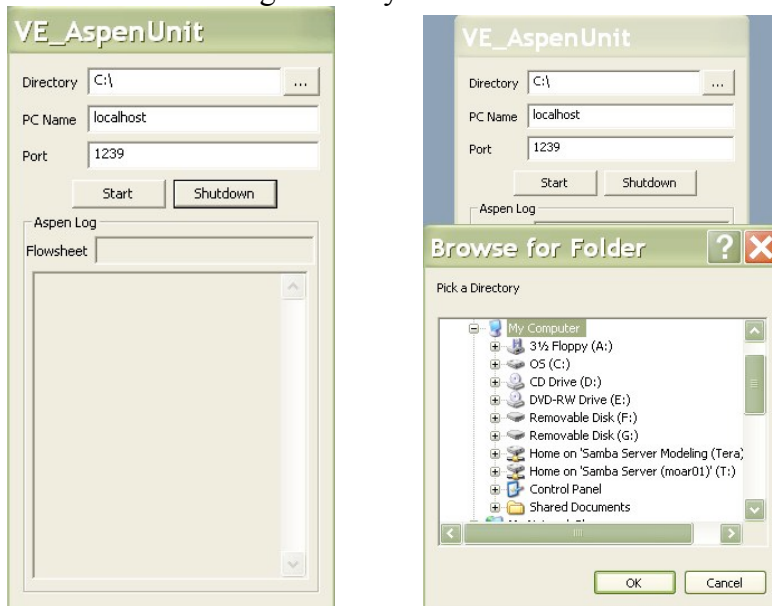 VE_AspenUnit
Directory C:\ ...
PC Name localhost
Port 1239
Start Shutdown
Aspen Log
Flowsheet
VE_AspenUnit
Directory C:\ ...
PC Name localhost
Port 1239
Start Shutdown
Aspen Log
Browse for Folder
Pick a Directory
My Computer
3½ Floppy (A:)
OS (C:)
CD Drive (D:)
DVD-RW Drive (E:)
Removable Disk (F:)
Removable Disk (G:)
Home on 'Samba Server Modeling (Tera)
Home on 'Samba Server (moar01)' (T:)
Control Panel
Shared Documents
OK Cancel